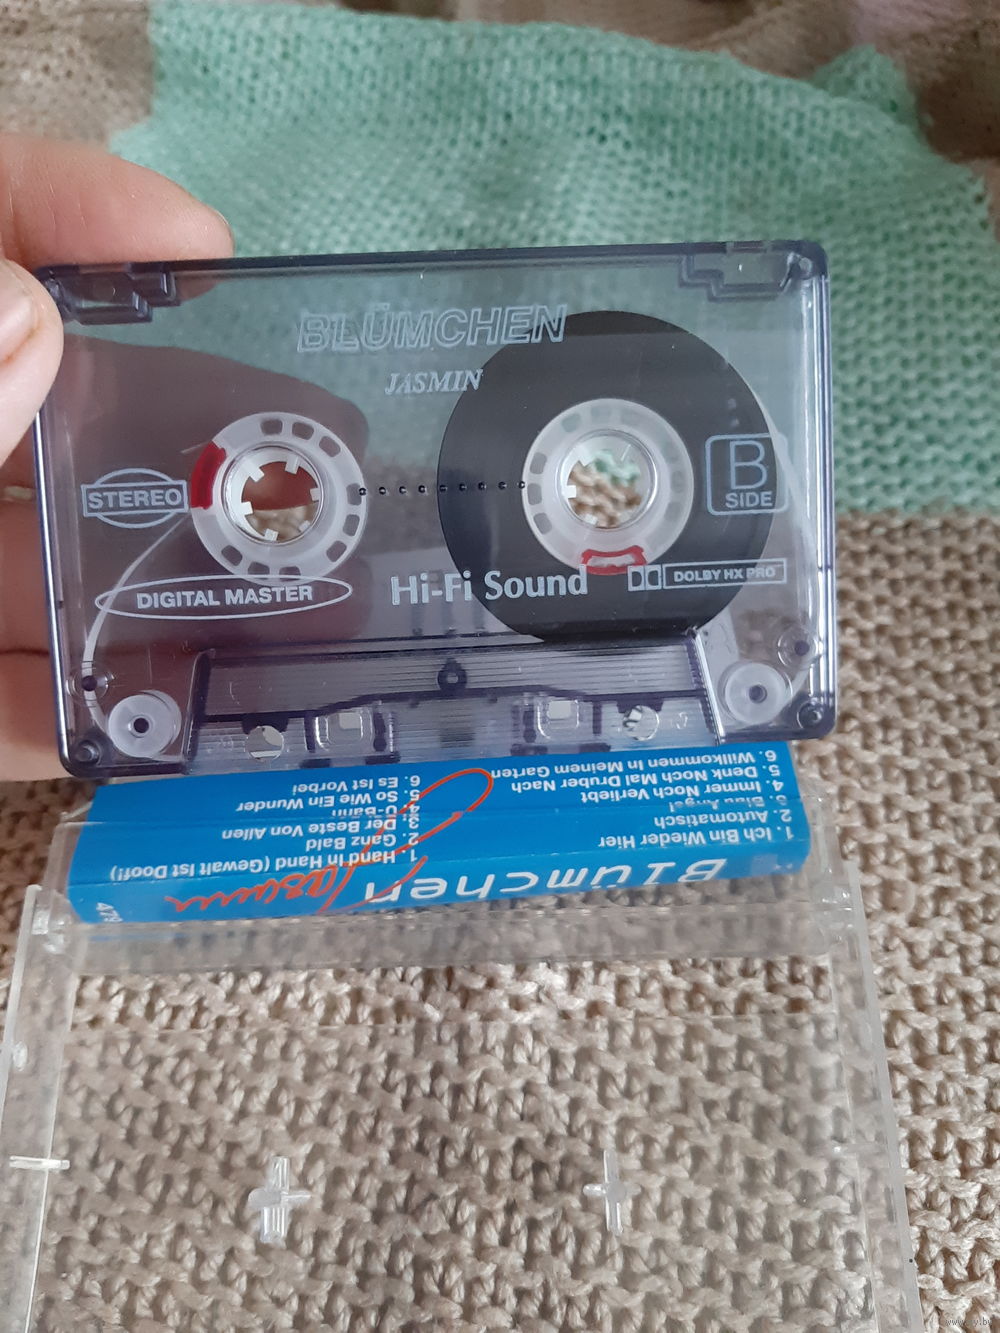 BLÜMCHEN
JASMIN
STEREO
B
SIDE
DIGITAL MASTER
Hi-Fi Sound
DOLBY HX PRO
Blümchen
Jasmin
479
1. Ich Bin Wieder Hier
2. Automatisch
3. Blau Angel
4. Immer Noch Verliebt
5. Denk Noch Mal Druber Nach
6. Willkommen In Meinem Garten
1. Hand in Hand (Gewalt Ist Doof!)
2. Ganz Bald
3. Der Beste Von Allen
4. U-Bahn
5. So Wie Ein Wunder
6. Es Ist Vorbei